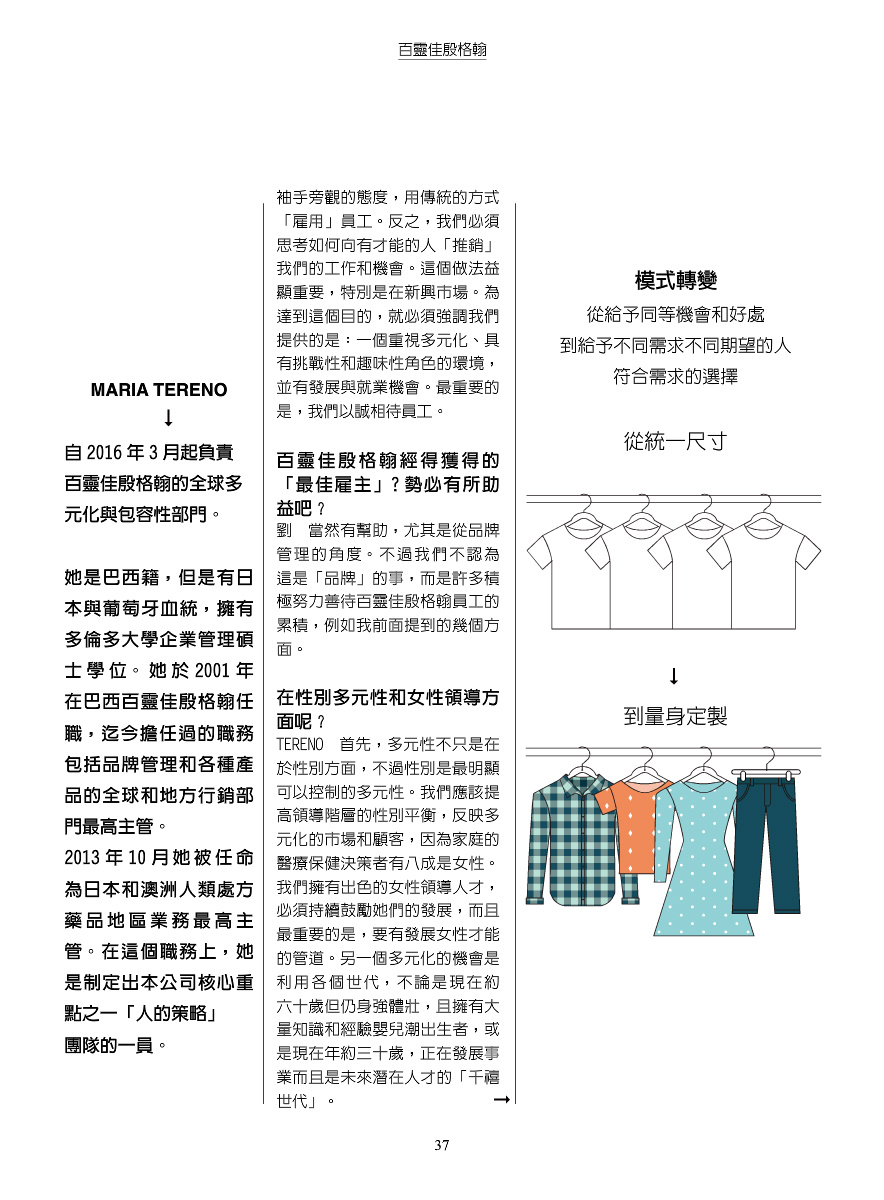 百靈佳殷格翰
MARIA TERENO
↓
自 2016 年 3 月起負責
百靈佳殷格翰的全球多
元化與包容性部門。
她是巴西籍，但是有日
本與葡萄牙血統，擁有
多倫多大學企業管理碩
士學位。她於 2001 年
在巴西百靈佳殷格翰任
職，迄今擔任過的職務
包括品牌管理和各種產
品的全球和地方行銷部
門最高主管。
2013 年 10 月她被任命
為日本和澳洲人類處方
藥品地區業務最高主
管。在這個職務上，她
是制定出本公司核心重
點之一「人的策略」
團隊的一員。
袖手旁觀的態度，用傳統的方式
「雇用」員工。反之，我們必須
思考如何向有才能的人「推銷」
我們的工作和機會。這個做法益
顯重要，特別是在新興市場。為
達到這個目的，就必須強調我們
提供的是：一個重視多元化、具
有挑戰性和趣味性角色的環境，
並有發展與就業機會。最重要的
是，我們以誠相待員工。
百靈佳殷格翰經得獲得的
「最佳雇主」? 勢必有所助
益吧？
劉　當然有幫助，尤其是從品牌
管理的角度。不過我們不認為
這是「品牌」的事，而是許多積
極努力善待百靈佳殷格翰員工的
累積，例如我前面提到的幾個方
面。
在性別多元性和女性領導方
面呢？
TERENO　首先，多元性不只是在
於性別方面，不過性別是最明顯
可以控制的多元性。我們應該提
高領導階層的性別平衡，反映多
元化的市場和顧客，因為家庭的
醫療保健決策者有八成是女性。
我們擁有出色的女性領導人才，
必須持續鼓勵她們的發展，而且
最重要的是，要有發展女性才能
的管道。另一個多元化的機會是
利用各個世代，不論是現在約
六十歲但仍身強體壯，且擁有大
量知識和經驗嬰兒潮出生者，或
是現在年約三十歲，正在發展事
業而且是未來潛在人才的「千禧
世代」。 →
模式轉變
從給予同等機會和好處
到給予不同需求不同期望的人
符合需求的選擇
從統一尺寸
↓
到量身定製
37